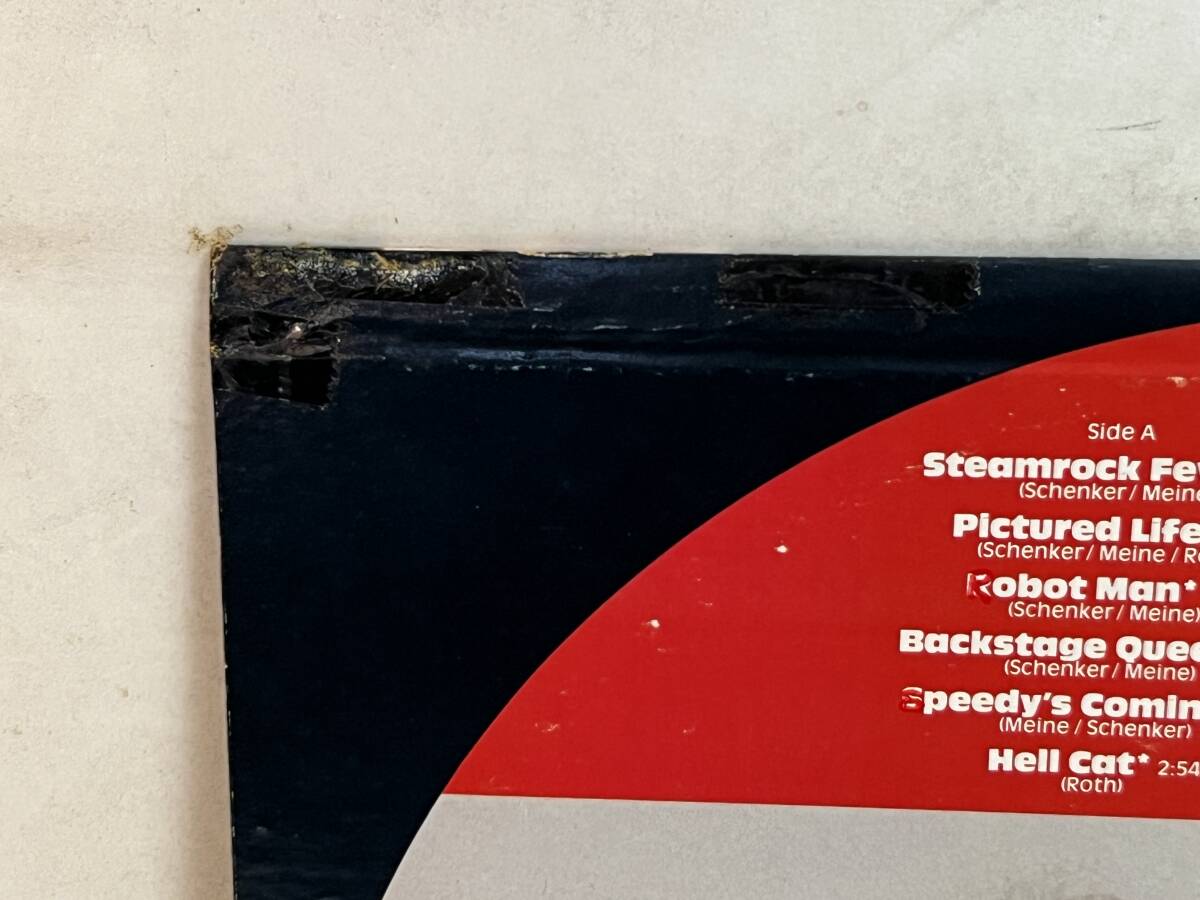 Side A
Steamrock Fev
(Schenker / Meine
Pictured Life
(Schenker / Meine / Ro
Robot Man*
(Schenker / Meine)
Backstage Quee
(Schenker / Meine)
Speedy's Comin
(Meine / Schenker)
Hell Cat* 2:54
(Roth)